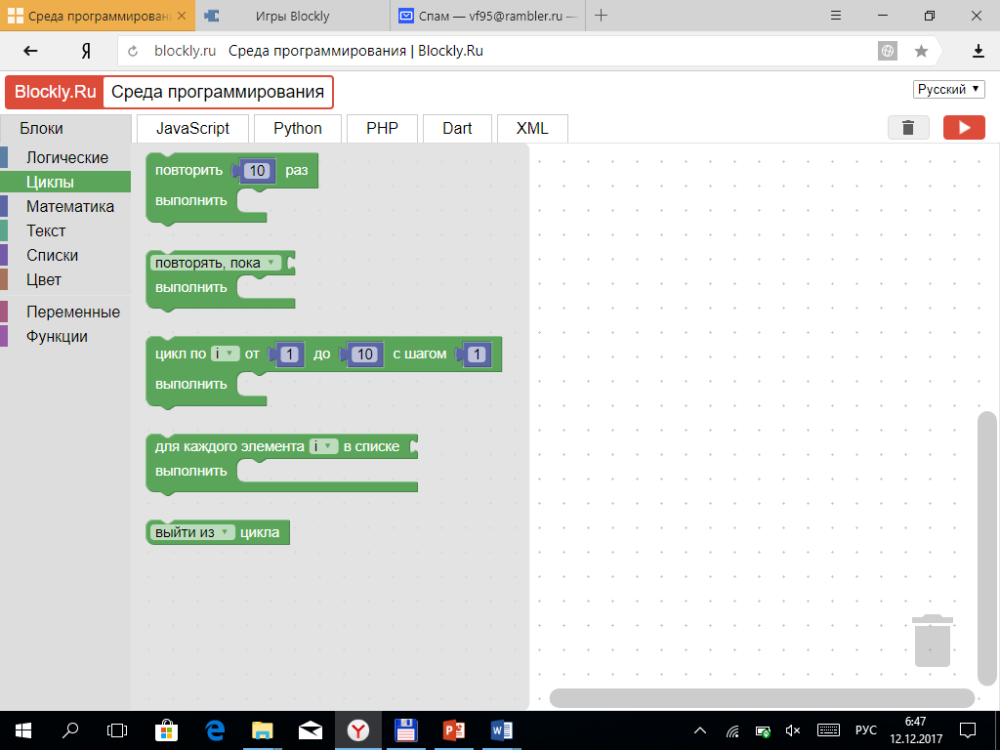 Среда программирован
Игры Blockly
Спам — vf95@rambler.ru —
Я blockly.ru Среда программирования | Blockly.Ru
Blockly.Ru Среда программирования
Русский
Блоки
JavaScript Python PHP Dart XML
Логические
Циклы
Математика
Текст
Списки
Цвет
Переменные
Функции
повторить 10 раз
выполнить
повторять, пока
выполнить
цикл по i от 1 до 10 с шагом 1
выполнить
для каждого элемента i в списке
выполнить
выйти из цикла
РУС
6:47
12.12.2017